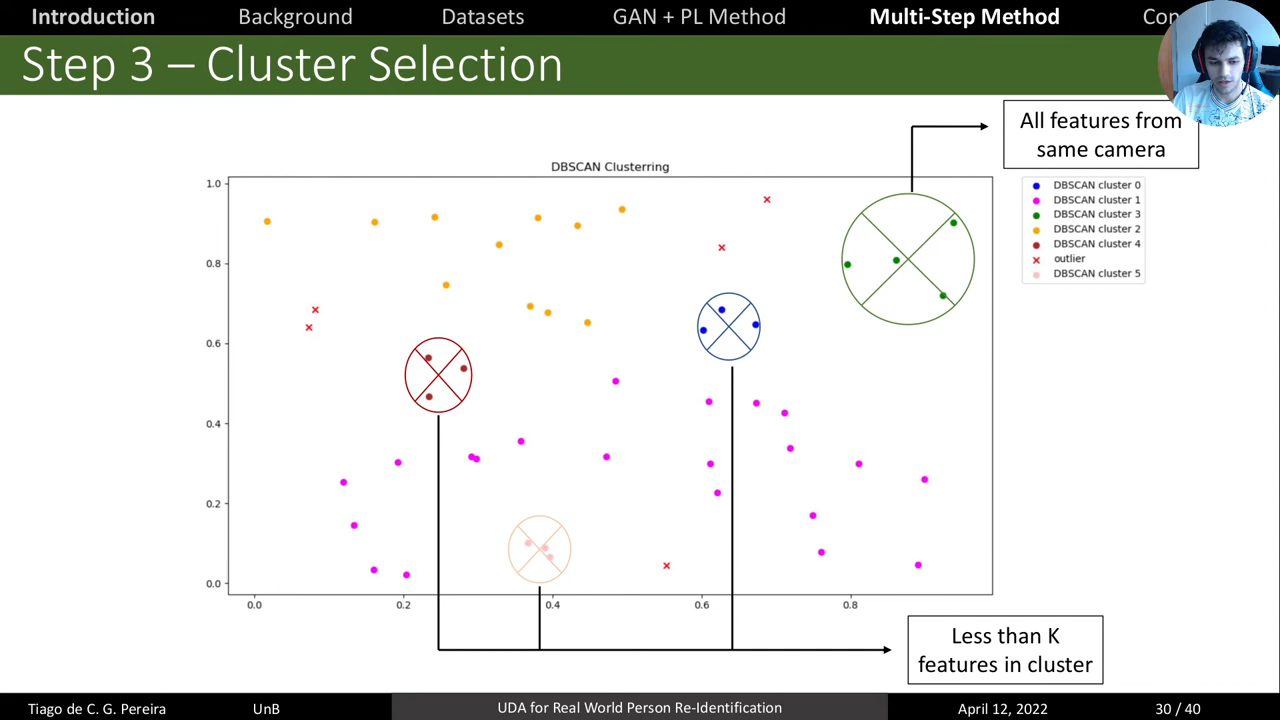 Introduction Background Datasets GAN + PL Method Multi-Step Method
Step 3 – Cluster Selection
All features from
same camera
DBSCAN Clusterring
DBSCAN cluster 0
DBSCAN cluster 1
DBSCAN cluster 3
DBSCAN cluster 2
DBSCAN cluster 4
outlier
DBSCAN cluster 5
1.0
0.8
0.6
0.4
0.2
0.0
0.0 0.2 0.4 0.6 0.8
Less than K
features in cluster
Tiago de C. G. Pereira UnB UDA for Real World Person Re-Identification April 12, 2022 30 / 40